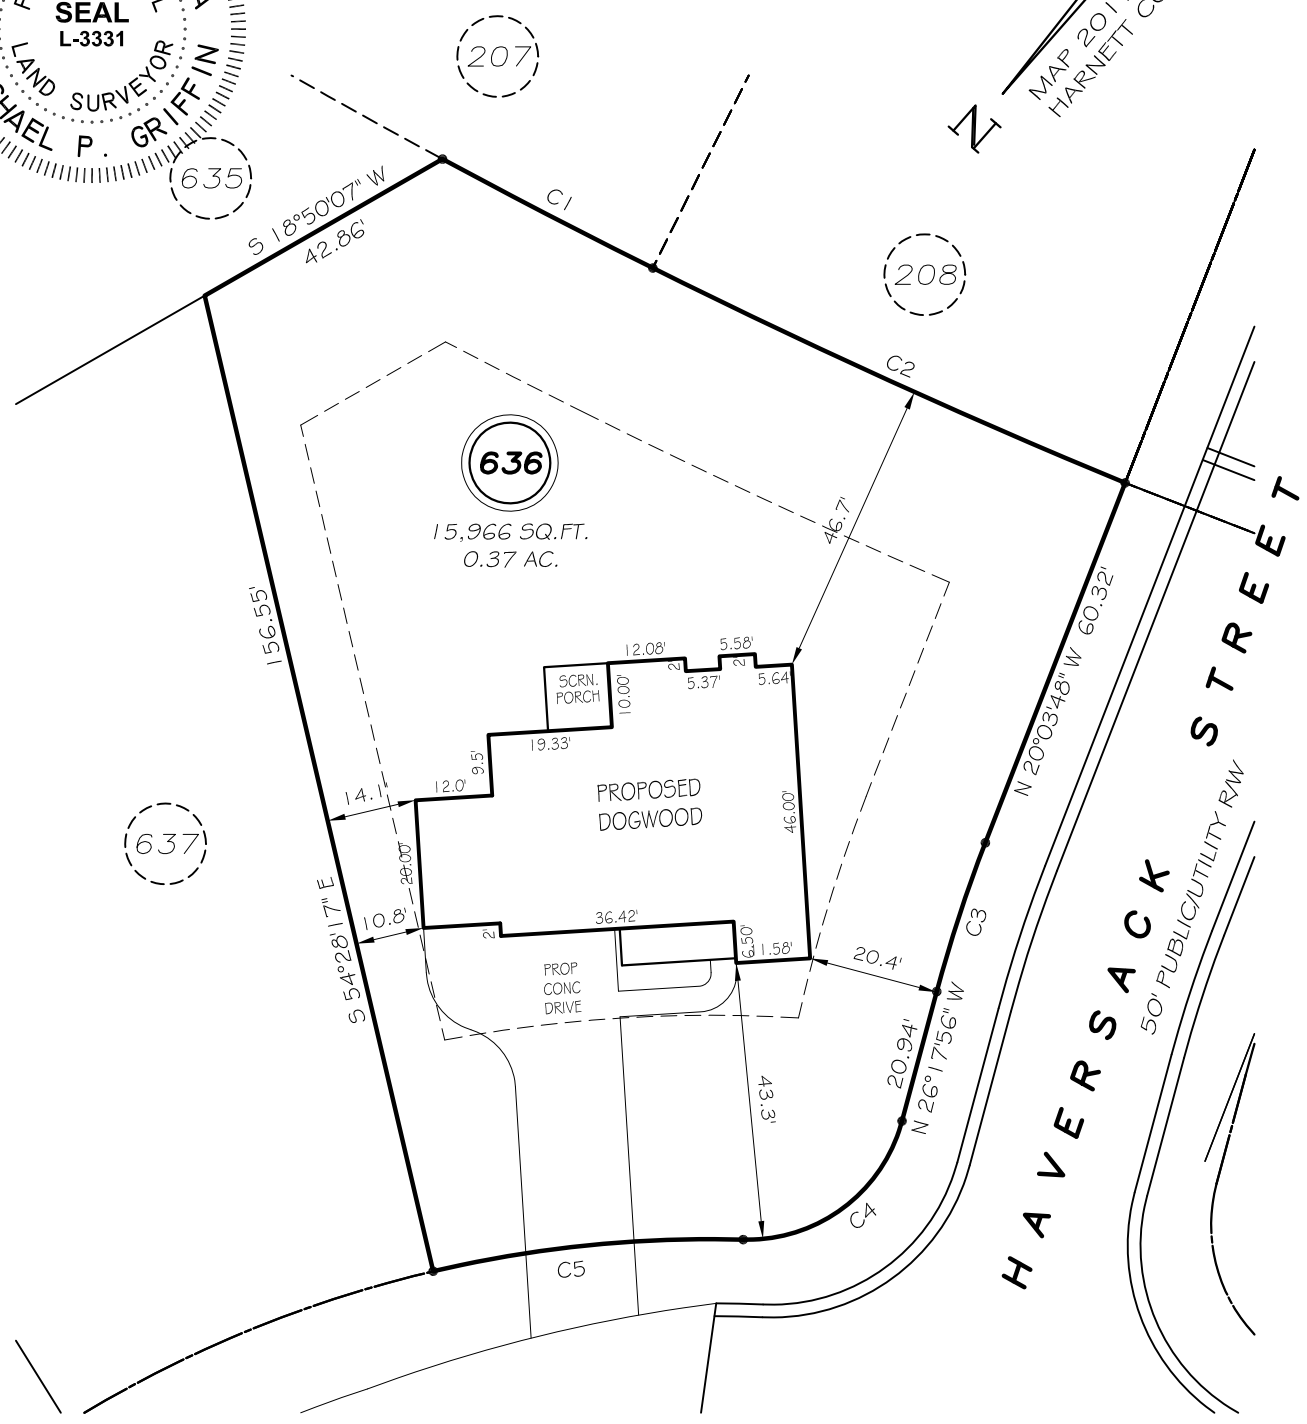 SEAL
L-3331
LAND SURVEYOR
P. GRIFFIN
207
635
208
MAP 201
HARNETT CO
N
S 18°50'07" W
42.86'
C1
C2
636
15,966 SQ.FT.
0.37 AC.
46.7'
156.55'
S 54°28'17" E
N 20°03'48" W 60.32'
12.08'
5.58'
2'
2'
5.37'
5.64'
SCRN.
PORCH
10.00'
19.33'
9.5'
12.0'
14.1'
PROPOSED
DOGWOOD
46.00'
637
20.00'
10.8'
36.42'
2'
6.50'
11.58'
PROP
CONC
DRIVE
20.4'
C3
20.94'
N 26°17'56" W
43.3'
C4
C5
HAVERSACK STREET
50' PUBLIC/UTILITY R/W